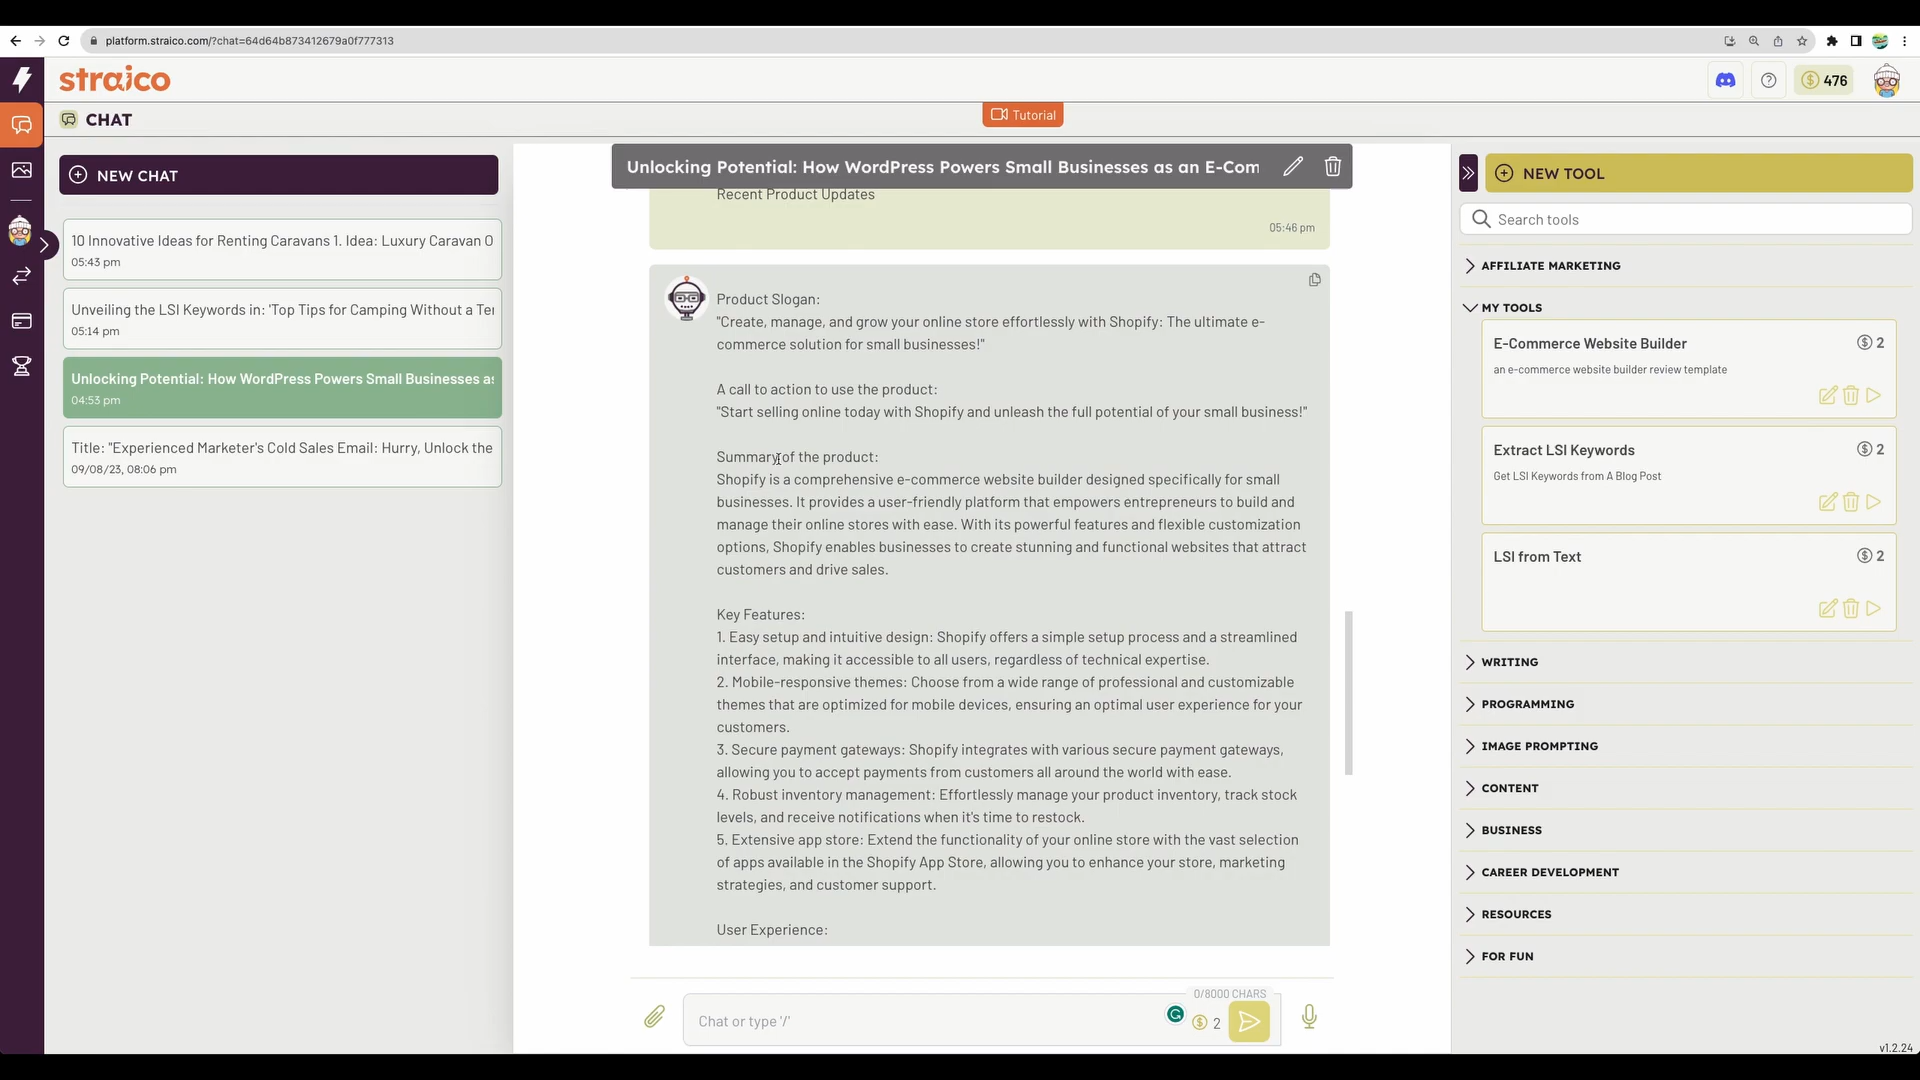 platform.straico.com/?chat=64d64b873412679a0f777313
straico
476
CHAT
Tutorial
NEW CHAT
10 Innovative Ideas for Renting Caravans 1. Idea: Luxury Caravan O
05:43 pm
Unveiling the LSI Keywords in: 'Top Tips for Camping Without a Ter
05:14 pm
Unlocking Potential: How WordPress Powers Small Businesses as
04:53 pm
Title: "Experienced Marketer's Cold Sales Email: Hurry, Unlock the
09/08/23, 08:06 pm
Unlocking Potential: How WordPress Powers Small Businesses as an E-Com
Recent Product Updates
05:46 pm
Product Slogan:
"Create, manage, and grow your online store effortlessly with Shopify: The ultimate e-
commerce solution for small businesses!"
A call to action to use the product:
"Start selling online today with Shopify and unleash the full potential of your small business!"
Summary of the product:
Shopify is a comprehensive e-commerce website builder designed specifically for small
businesses. It provides a user-friendly platform that empowers entrepreneurs to build and
manage their online stores with ease. With its powerful features and flexible customization
options, Shopify enables businesses to create stunning and functional websites that attract
customers and drive sales.
Key Features:
1. Easy setup and intuitive design: Shopify offers a simple setup process and a streamlined
interface, making it accessible to all users, regardless of technical expertise.
2. Mobile-responsive themes: Choose from a wide range of professional and customizable
themes that are optimized for mobile devices, ensuring an optimal user experience for your
customers.
3. Secure payment gateways: Shopify integrates with various secure payment gateways,
allowing you to accept payments from customers all around the world with ease.
4. Robust inventory management: Effortlessly manage your product inventory, track stock
levels, and receive notifications when it's time to restock.
5. Extensive app store: Extend the functionality of your online store with the vast selection
of apps available in the Shopify App Store, allowing you to enhance your store, marketing
strategies, and customer support.
User Experience:
0/8000 CHARS
Chat or type '/'
2
NEW TOOL
Search tools
AFFILIATE MARKETING
MY TOOLS
E-Commerce Website Builder
2
an e-commerce website builder review template
Extract LSI Keywords
2
Get LSI Keywords from A Blog Post
LSI from Text
2
WRITING
PROGRAMMING
IMAGE PROMPTING
CONTENT
BUSINESS
CAREER DEVELOPMENT
RESOURCES
FOR FUN
v1.2.24